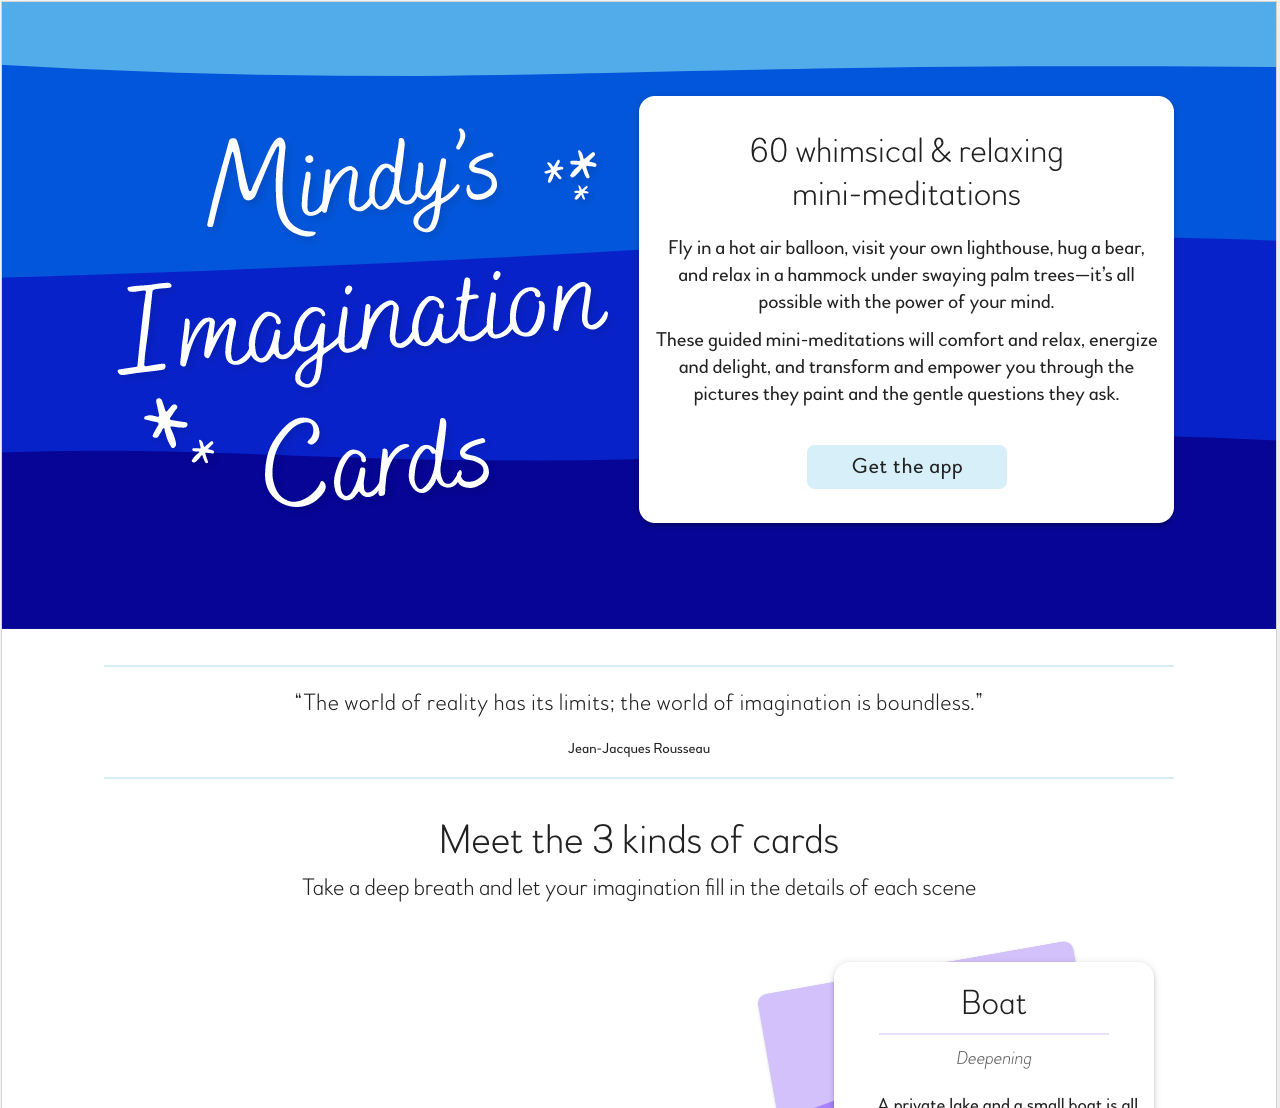 Mindy's
Imagination
Cards
60 whimsical & relaxing
mini-meditations
Fly in a hot air balloon, visit your own lighthouse, hug a bear,
and relax in a hammock under swaying palm trees—it's all
possible with the power of your mind.
These guided mini-meditations will comfort and relax, energize
and delight, and transform and empower you through the
pictures they paint and the gentle questions they ask.
Get the app
“The world of reality has its limits; the world of imagination is boundless.”
Jean-Jacques Rousseau
Meet the 3 kinds of cards
Take a deep breath and let your imagination fill in the details of each scene
Boat
Deepening
A private lake and a small boat is all